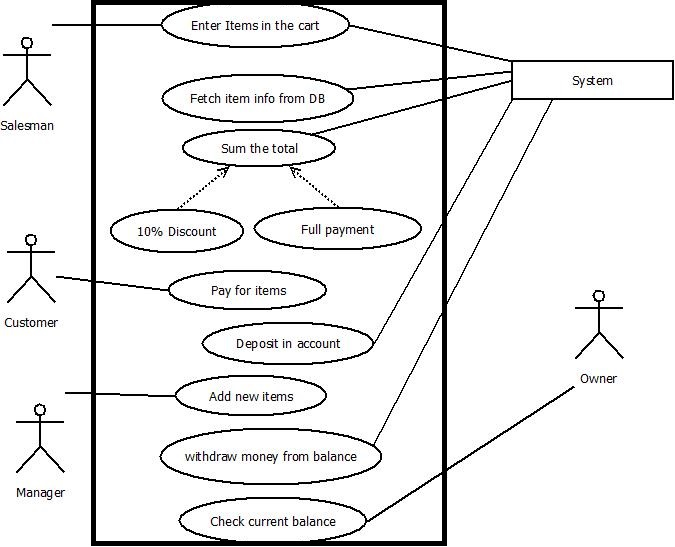 Enter Items in the cart
System
Fetch item info from DB
Salesman
Sum the total
10% Discount
Full payment
Pay for items
Customer
Deposit in account
Owner
Add new items
withdraw money from balance
Manager
Check current balance